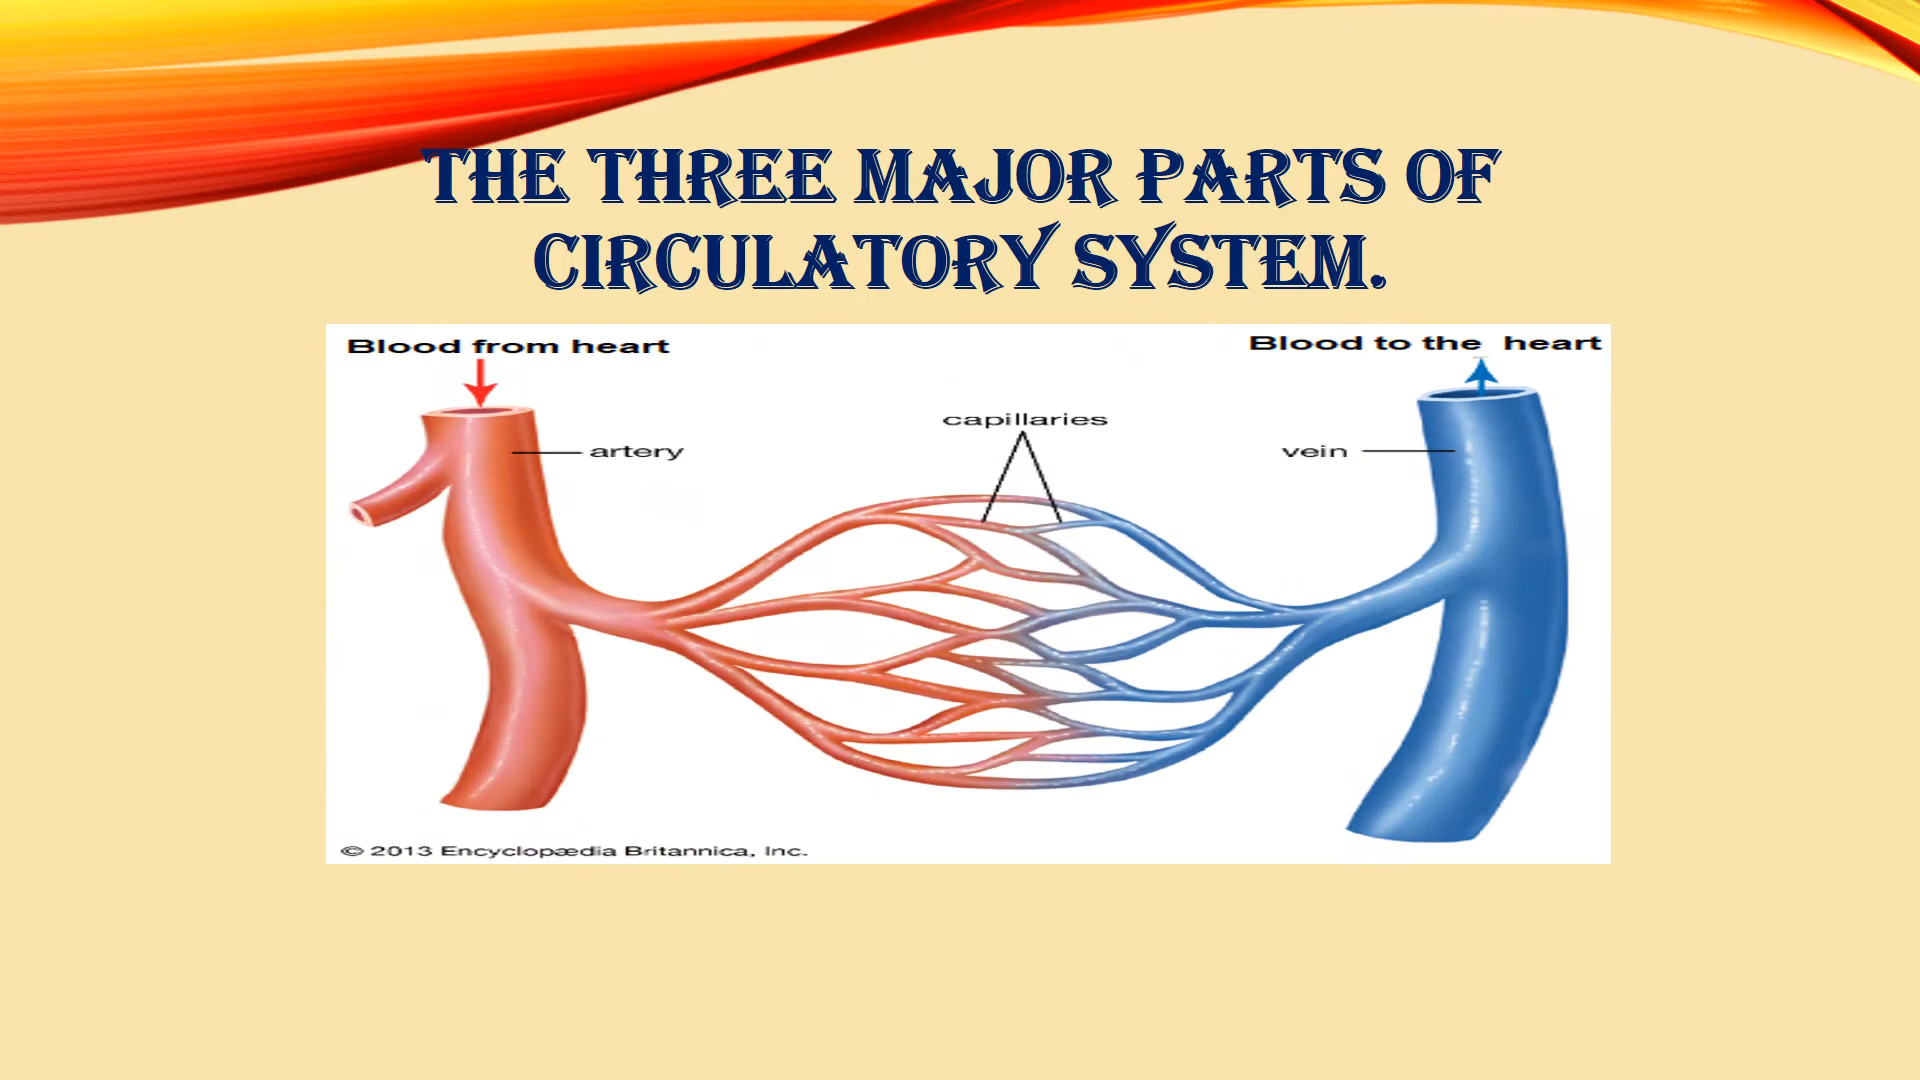 THE THREE MAJOR PARTS OF
CIRCULATORY SYSTEM.
Blood from heart
Blood to the heart
capillaries
artery
vein
© 2013 Encyclopædia Britannica, Inc.